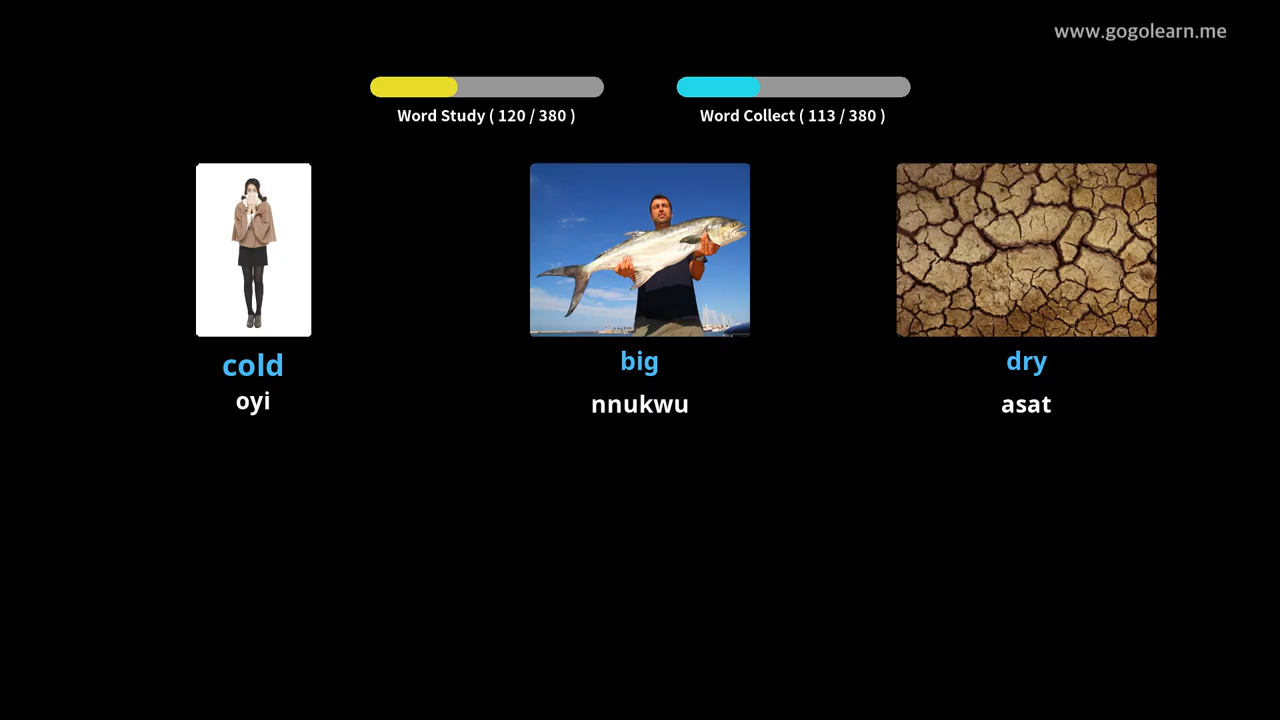 www.gogolearn.me
Word Study ( 120 / 380 )
Word Collect ( 113 / 380 )
cold
big
dry
oyi
nnukwu
asat